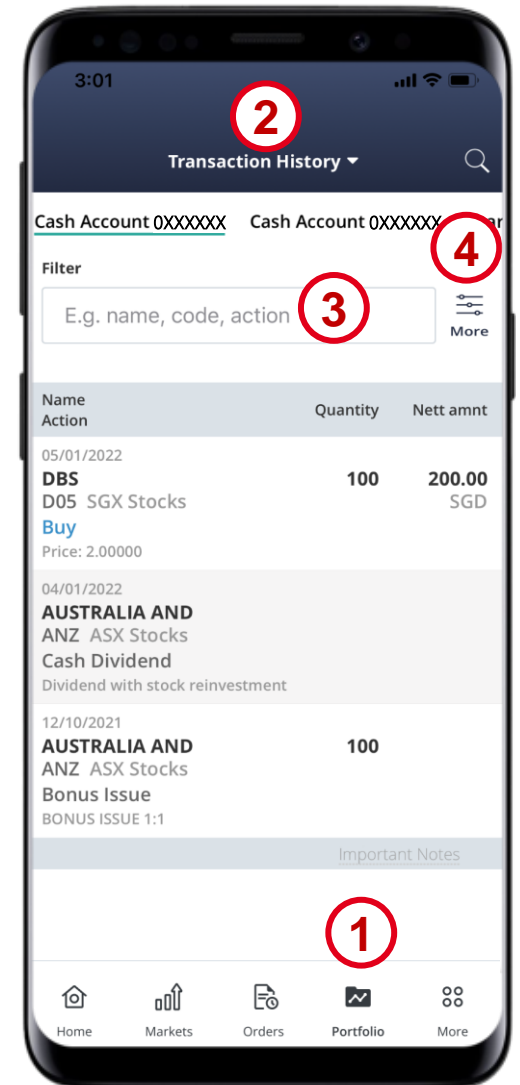 3:01
2
Transaction History
Cash Account 0XXXXXX Cash Account 0XXXXXX
4
Filter
E.g. name, code, action
3
More
Name
Action
Quantity Nett amnt
05/01/2022
DBS 100 200.00
D05 SGX Stocks SGD
Buy
Price: 2.00000
04/01/2022
AUSTRALIA AND
ANZ ASX Stocks
Cash Dividend
Dividend with stock reinvestment
12/10/2021
AUSTRALIA AND 100
ANZ ASX Stocks
Bonus Issue
BONUS ISSUE 1:1
Important Notes
1
Home Markets Orders Portfolio More